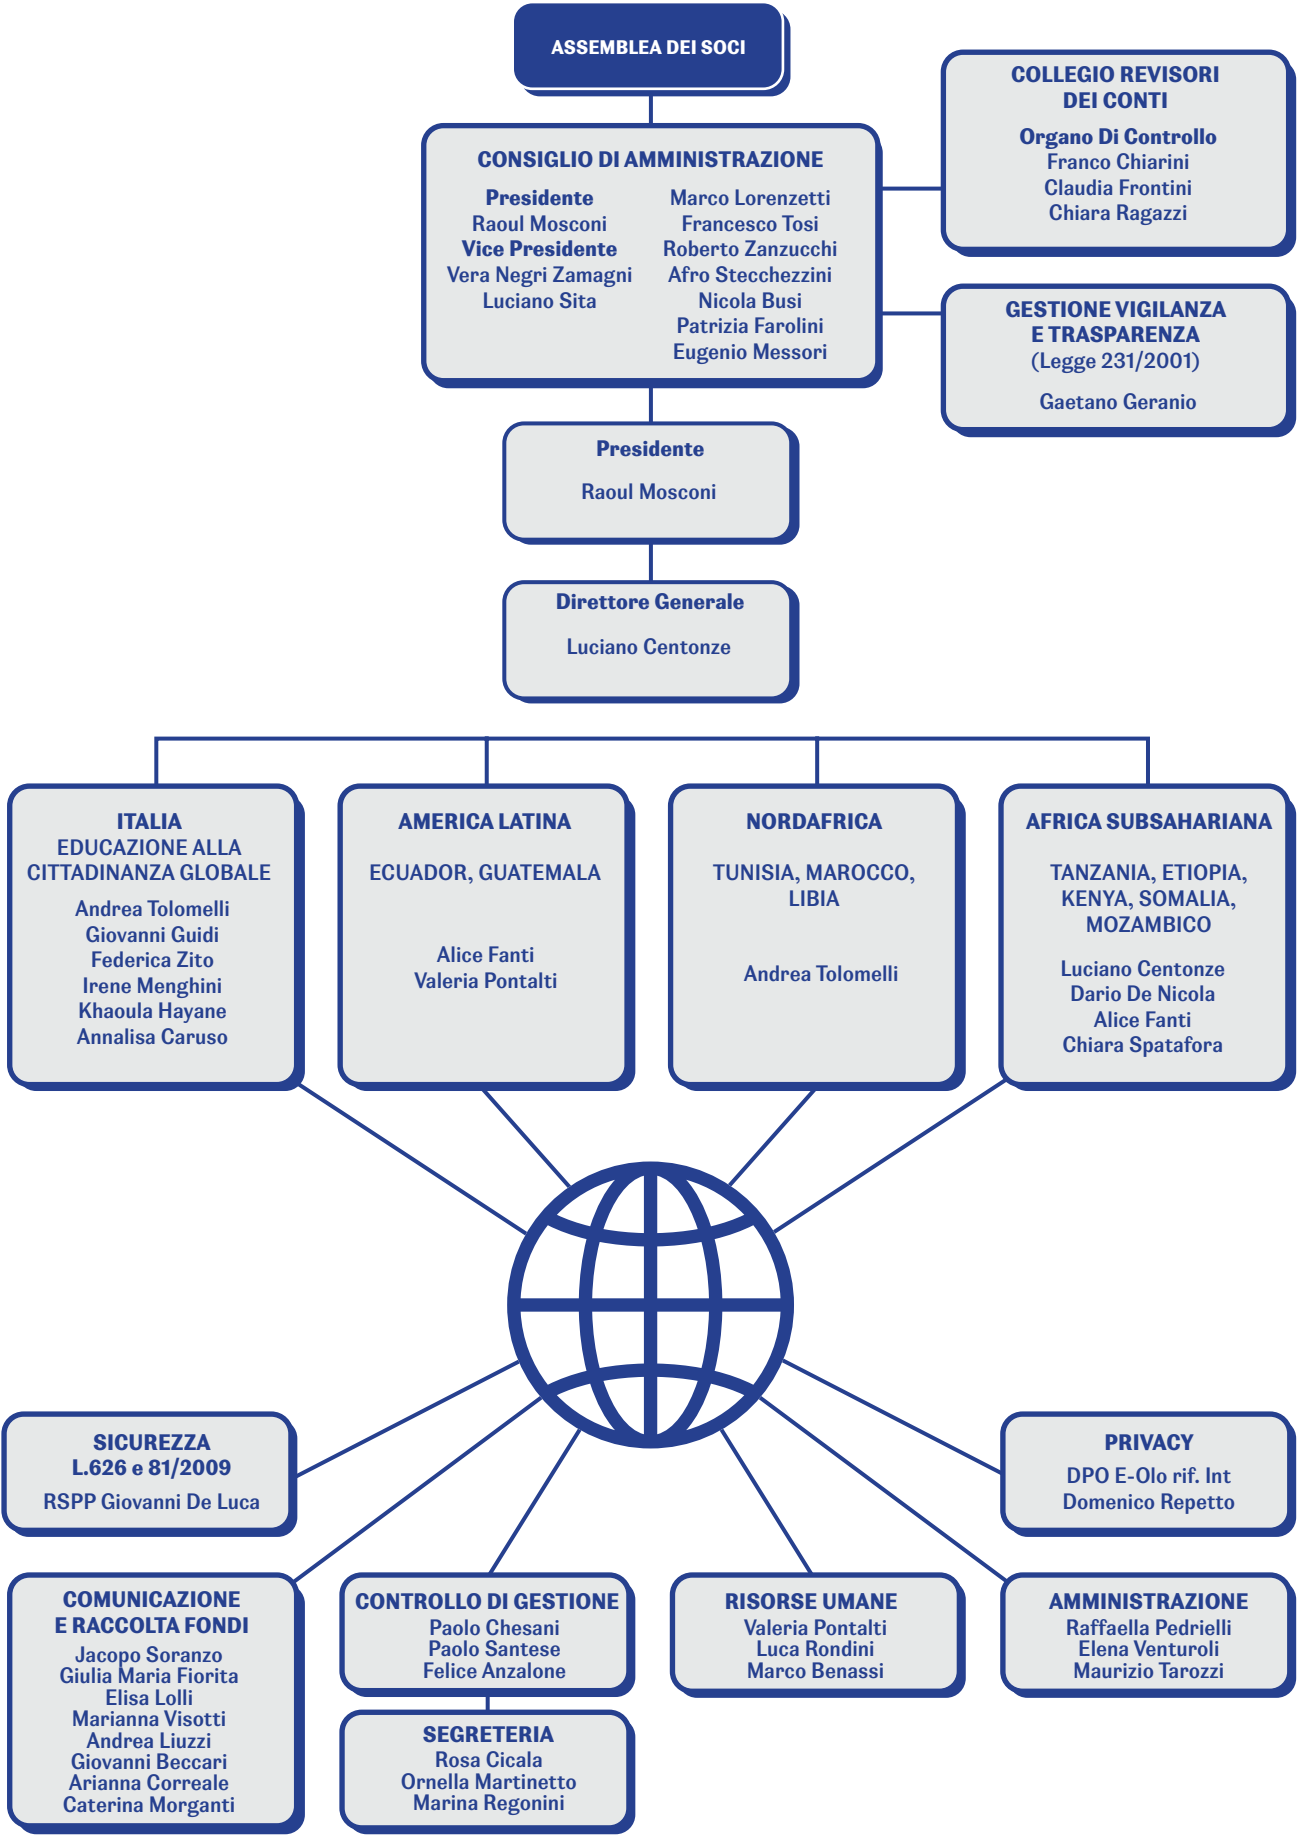 ASSEMBLEA DEI SOCI
CONSIGLIO DI AMMINISTRAZIONE
Presidente
Raoul Mosconi
Vice Presidente
Vera Negri Zamagni
Luciano Sita
Marco Lorenzetti
Francesco Tosi
Roberto Zanzucchi
Afro Stecchezzini
Nicola Busi
Patrizia Farolini
Eugenio Messori
COLLEGIO REVISORI
DEI CONTI
Organo Di Controllo
Franco Chiarini
Claudia Frontini
Chiara Ragazzi
GESTIONE VIGILANZA
E TRASPARENZA
(Legge 231/2001)
Gaetano Geranio
Presidente
Raoul Mosconi
Direttore Generale
Luciano Centonze
ITALIA
EDUCAZIONE ALLA
CITTADINANZA GLOBALE
Andrea Tolomelli
Giovanni Guidi
Federica Zito
Irene Menghini
Khaoula Hayane
Annalisa Caruso
AMERICA LATINA
ECUADOR, GUATEMALA
Alice Fanti
Valeria Pontalti
NORDAFRICA
TUNISIA, MAROCCO,
LIBIA
Andrea Tolomelli
AFRICA SUBSAHARIANA
TANZANIA, ETIOPIA,
KENYA, SOMALIA,
MOZAMBICO
Luciano Centonze
Dario De Nicola
Alice Fanti
Chiara Spatafora
SICUREZZA
L.626 e 81/2009
RSPP Giovanni De Luca
PRIVACY
DPO E-Olo rif. Int
Domenico Repetto
COMUNICAZIONE
E RACCOLTA FONDI
Jacopo Soranzo
Giulia Maria Fiorita
Elisa Lolli
Marianna Visotti
Andrea Liuzzi
Giovanni Beccari
Arianna Correale
Caterina Morganti
CONTROLLO DI GESTIONE
Paolo Chesani
Paolo Santese
Felice Anzalone
SEGRETERIA
Rosa Cicala
Ornella Martinetto
Marina Regonini
RISORSE UMANE
Valeria Pontalti
Luca Rondini
Marco Benassi
AMMINISTRAZIONE
Raffaella Pedrielli
Elena Venturoli
Maurizio Tarozzi